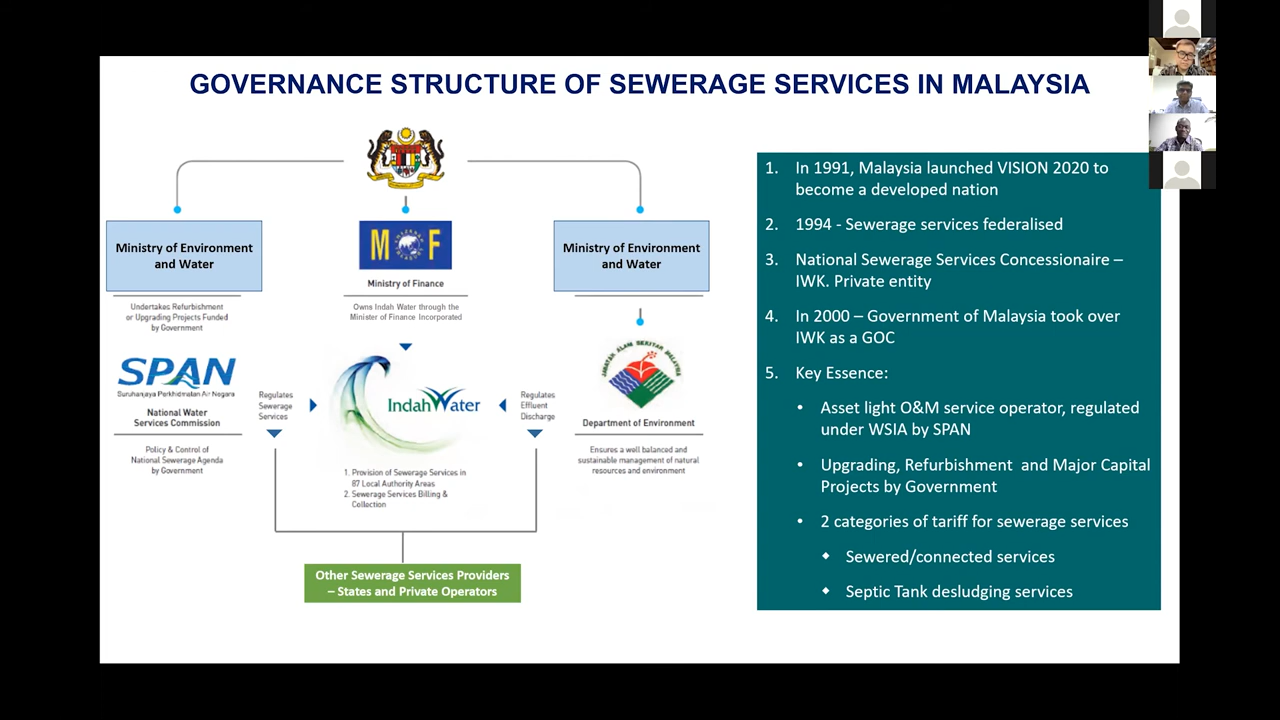 GOVERNANCE STRUCTURE OF SEWERAGE SERVICES IN MALAYSIA
Ministry of Environment
and Water
Undertakes Refurbishment
or Upgrading Projects Funded
by Government
SPAN
Suruhanjaya Perkhidmatan Air Negara
National Water
Services Commission
Policy & Control of
National Sewerage Agenda
by Government
Regulates
Sewerage
Services
M F
Ministry of Finance
Owns Indah Water through the
Minister of Finance Incorporated
IndahWater
1. Provision of Sewerage Services in
87 Local Authority Areas
2. Sewerage Services Billing &
Collection
Regulates
Effluent
Discharge
Ministry of Environment
and Water
JABATAN ALAM SEKITAR MALAYSIA
Department of Environment
Ensures a well balanced and
sustainable management of natural
resources and environment
Other Sewerage Services Providers
– States and Private Operators
1. In 1991, Malaysia launched VISION 2020 to
become a developed nation
2. 1994 - Sewerage services federalised
3. National Sewerage Services Concessionaire –
IWK. Private entity
4. In 2000 – Government of Malaysia took over
IWK as a GOC
5. Key Essence:
• Asset light O&M service operator, regulated
under WSIA by SPAN
• Upgrading, Refurbishment and Major Capital
Projects by Government
• 2 categories of tariff for sewerage services
◆ Sewered/connected services
◆ Septic Tank desludging services